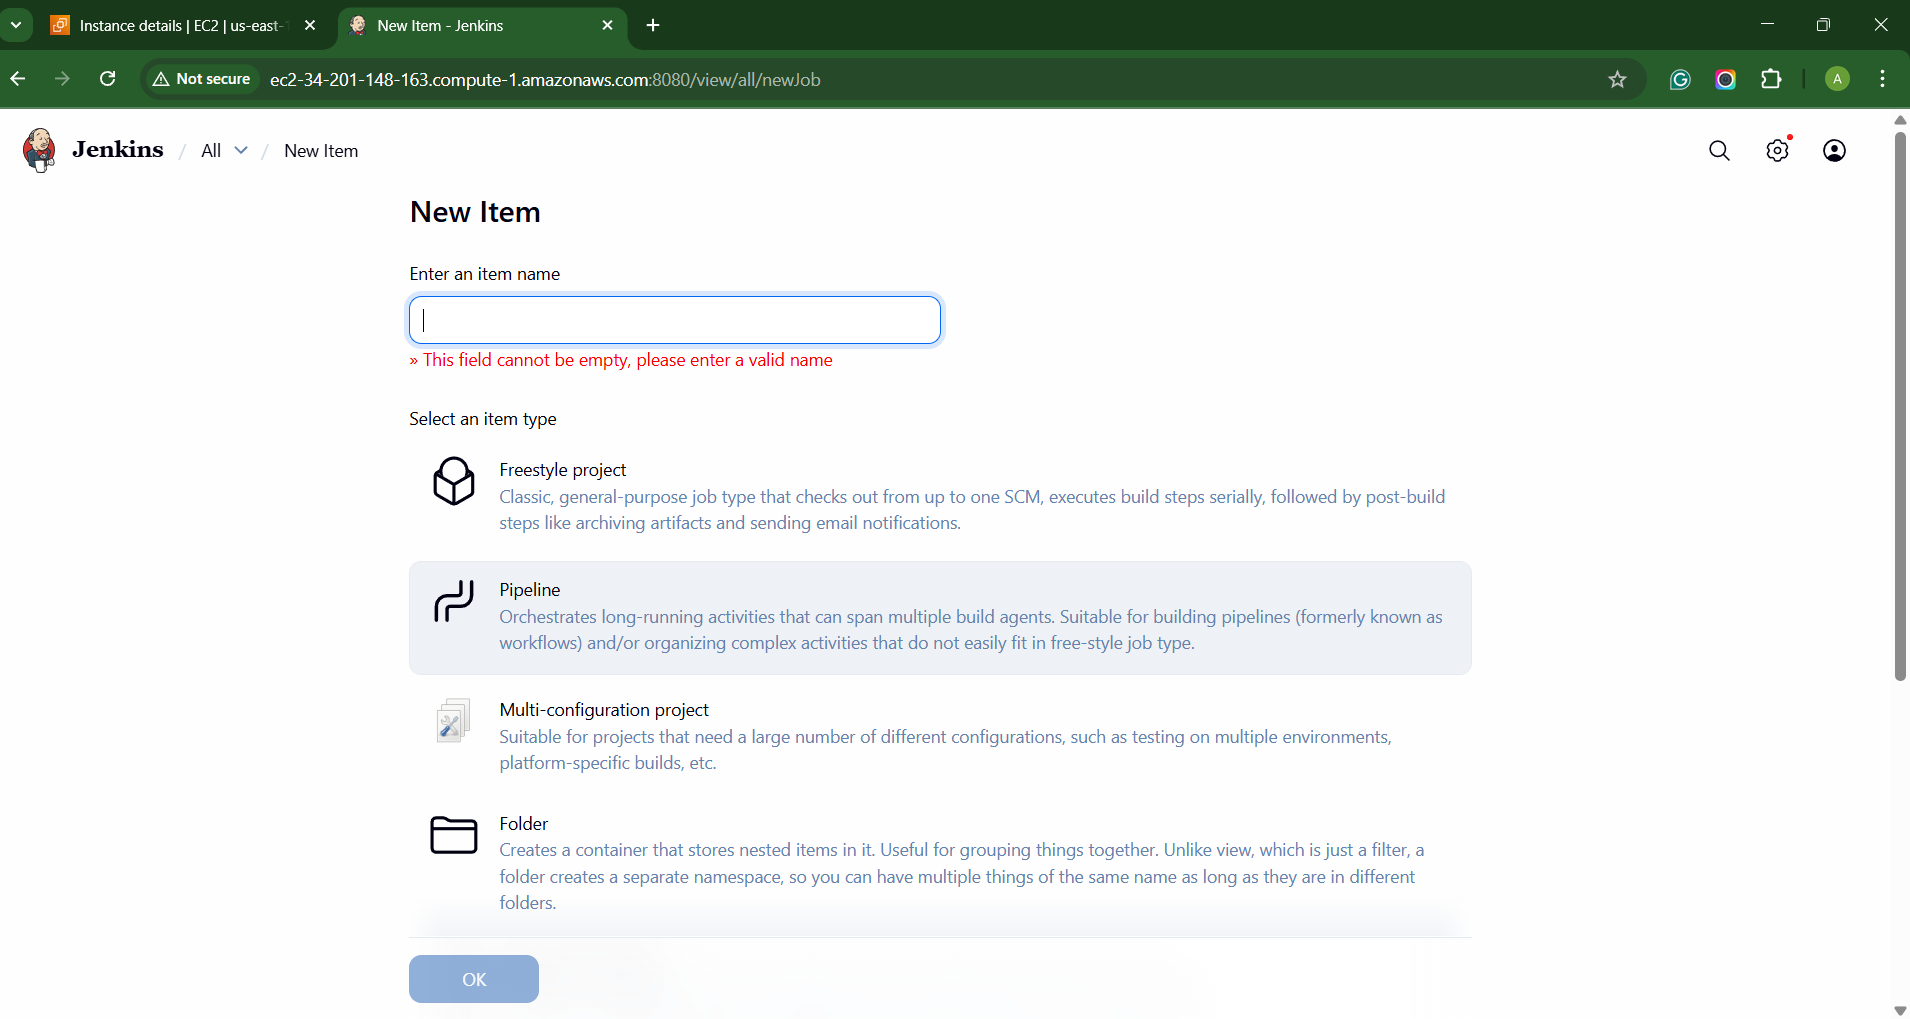 Instance details | EC2 | us-east-
New Item - Jenkins
Not secure
ec2-34-201-148-163.compute-1.amazonaws.com:8080/view/all/newJob
A
Jenkins / All / New Item
New Item
Enter an item name
» This field cannot be empty, please enter a valid name
Select an item type
Freestyle project
Classic, general-purpose job type that checks out from up to one SCM, executes build steps serially, followed by post-build
steps like archiving artifacts and sending email notifications.
Pipeline
Orchestrates long-running activities that can span multiple build agents. Suitable for building pipelines (formerly known as
workflows) and/or organizing complex activities that do not easily fit in free-style job type.
Multi-configuration project
Suitable for projects that need a large number of different configurations, such as testing on multiple environments,
platform-specific builds, etc.
Folder
Creates a container that stores nested items in it. Useful for grouping things together. Unlike view, which is just a filter, a
folder creates a separate namespace, so you can have multiple things of the same name as long as they are in different
folders.
OK